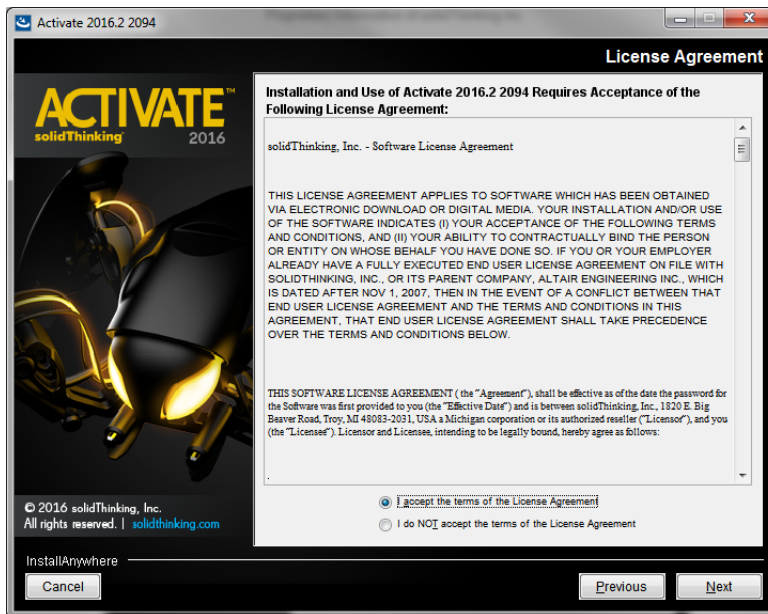 Activate 2016.2 2094
License Agreement
ACTIVATE™
solidThinking 2016
Installation and Use of Activate 2016.2 2094 Requires Acceptance of the
Following License Agreement:
solidThinking, Inc. - Software License Agreement
THIS LICENSE AGREEMENT APPLIES TO SOFTWARE WHICH HAS BEEN OBTAINED
VIA ELECTRONIC DOWNLOAD OR DIGITAL MEDIA. YOUR INSTALLATION AND/OR USE
OF THE SOFTWARE INDICATES (I) YOUR ACCEPTANCE OF THE FOLLOWING TERMS
AND CONDITIONS, AND (II) YOUR ABILITY TO CONTRACTUALLY BIND THE PERSON
OR ENTITY ON WHOSE BEHALF YOU HAVE DONE SO. IF YOU OR YOUR EMPLOYER
ALREADY HAVE A FULLY EXECUTED END USER LICENSE AGREEMENT ON FILE WITH
SOLIDTHINKING, INC., OR ITS PARENT COMPANY, ALTAIR ENGINEERING INC., WHICH
IS DATED AFTER NOV 1, 2007, THEN IN THE EVENT OF A CONFLICT BETWEEN THAT
END USER LICENSE AGREEMENT AND THE TERMS AND CONDITIONS IN THIS
AGREEMENT, THAT END USER LICENSE AGREEMENT SHALL TAKE PRECEDENCE
OVER THE TERMS AND CONDITIONS BELOW.
THIS SOFTWARE LICENSE AGREEMENT ( the "Agreement"), shall be effective as of the date the password for
the Software was first provided to you (the "Effective Date") and is between solidThinking, Inc., 1820 E. Big
Beaver Road, Troy, MI 48083-2031, USA a Michigan corporation or its authorized reseller ("Licensor"), and you
(the "Licensee"). Licensor and Licensee, intending to be legally bound, hereby agree as follows:
.
I accept the terms of the License Agreement
I do NOT accept the terms of the License Agreement
© 2016 solidThinking, Inc.
All rights reserved. | solidthinking.com
InstallAnywhere
Cancel
Previous
Next